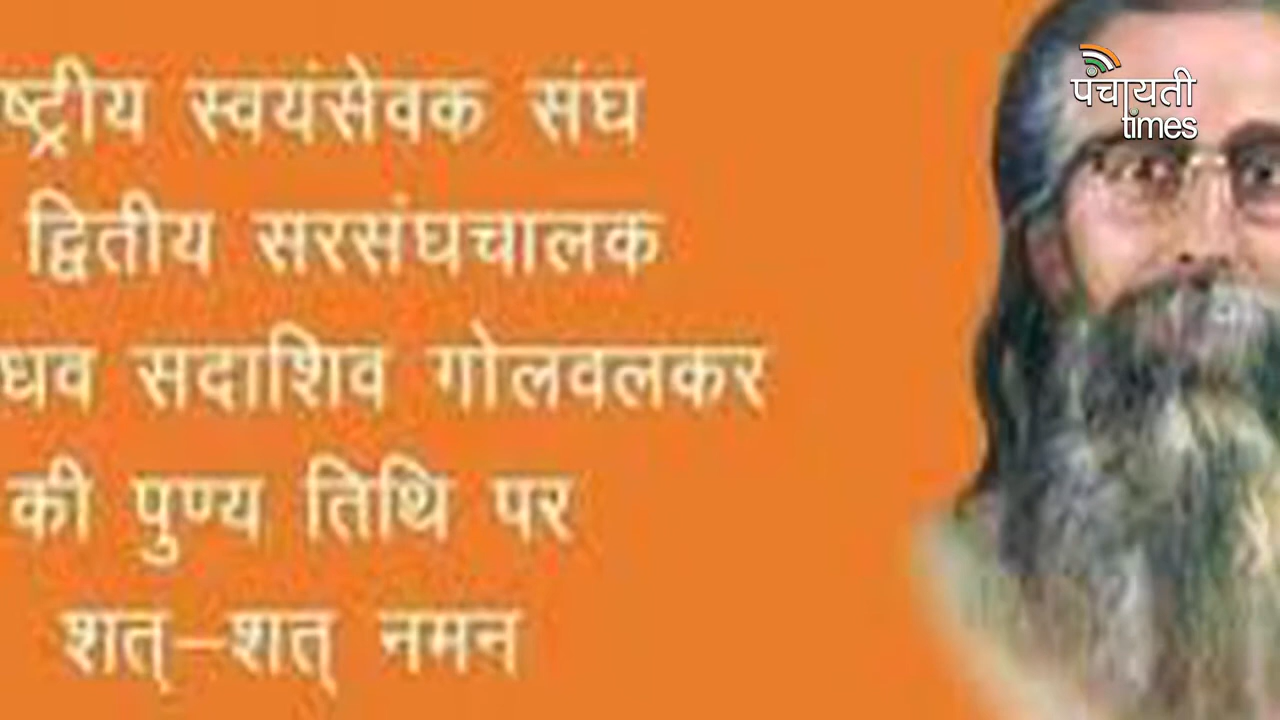 ष्ट्रीय स्वयंसेवक संघ
द्वितीय सरसंघचालक
धव सदाशिव गोलवलकर
की पुण्य तिथि पर
शत्–शत् नमन
पंचायती
times